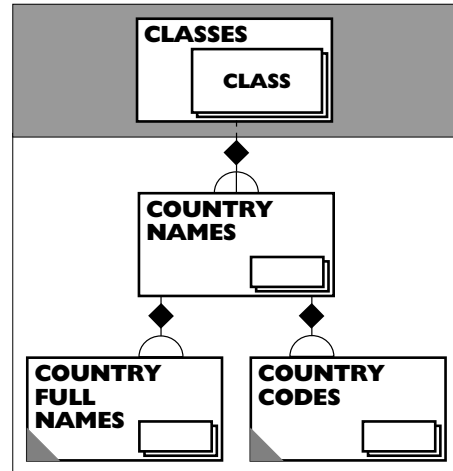 CLASSES
CLASS
COUNTRY
NAMES
COUNTRY
FULL
NAMES
COUNTRY
CODES